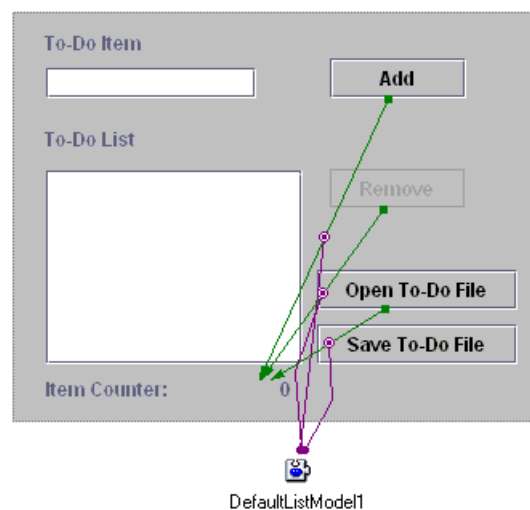 To-Do Item
Add
To-Do List
Remove
Open To-Do File
Save To-Do File
Item Counter: 0
DefaultListModel1